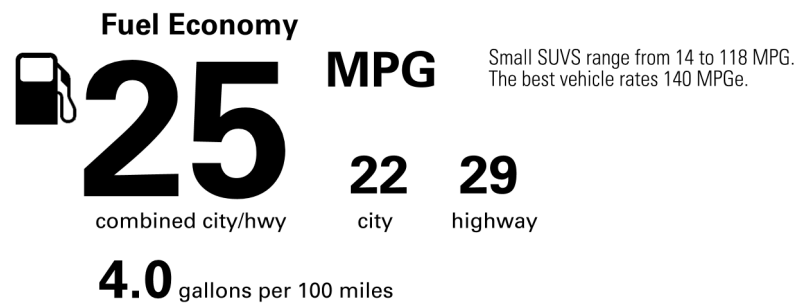 Fuel Economy
25
MPG
Small SUVS range from 14 to 118 MPG.
The best vehicle rates 140 MPGe.
combined city/hwy
22
city
29
highway
4.0 gallons per 100 miles